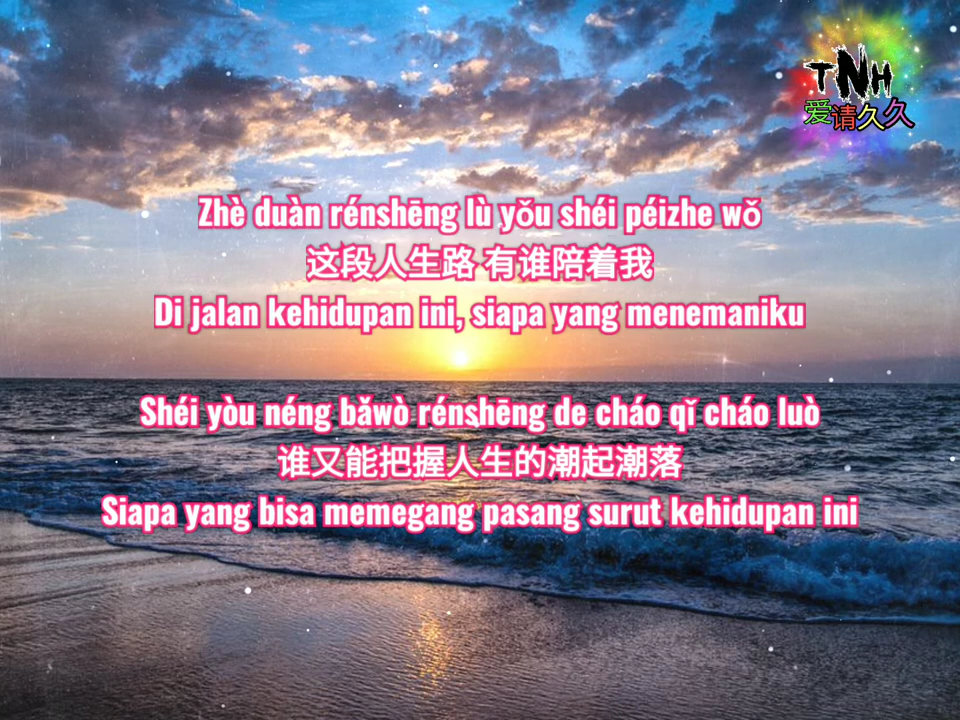 TNH
爱请久久
Zhè duàn rénshēng lù yǒu shéi péizhe wǒ
这段人生路 有谁陪着我
Di jalan kehidupan ini, siapa yang menemaniku
Shéi yòu néng bǎwò rénshēng de cháo qǐ cháo luò
谁又能把握人生的潮起潮落
Siapa yang bisa memegang pasang surut kehidupan ini